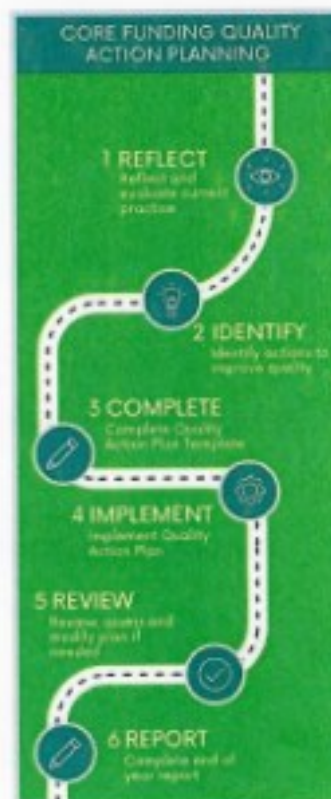 CORE FUNDING QUALITY
ACTION PLANNING
1 REFLECT
Reflect and
evaluate current
practice
2 IDENTIFY
Identify actions to
improve quality
3 COMPLETE
Complete Quality
Action Plan Template
4 IMPLEMENT
Implement Quality
Action Plan
5 REVIEW
Review, assess and
modify plan if
needed
6 REPORT
Complete end of
year report